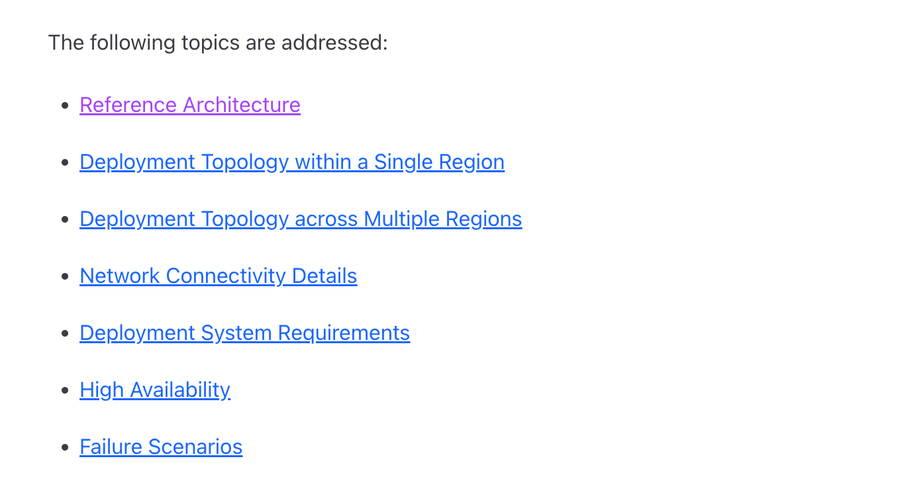 The following topics are addressed:
• Reference Architecture
• Deployment Topology within a Single Region
• Deployment Topology across Multiple Regions
• Network Connectivity Details
• Deployment System Requirements
• High Availability
• Failure Scenarios